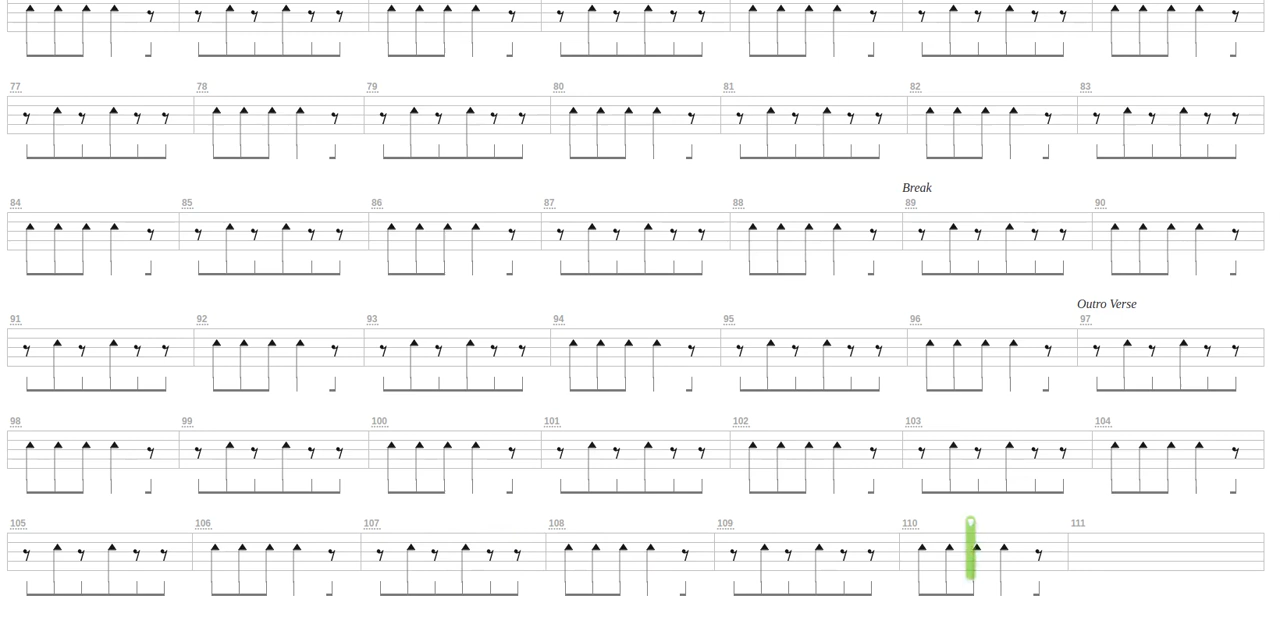 77 78 79 80 81 82 83
Break
84 85 86 87 88 89 90
Outro Verse
91 92 93 94 95 96 97
98 99 100 101 102 103 104
105 106 107 108 109 110 111